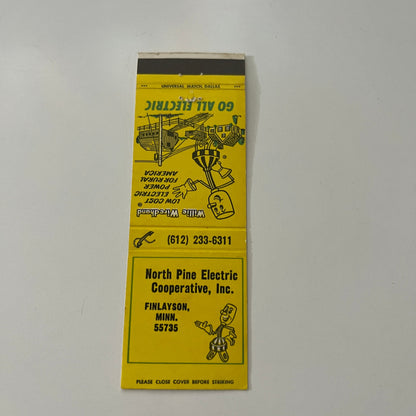 UNIVERSAL MATCH, DALLAS
GO ALL ELECTRIC
LOW COST
ELECTRIC
POWER
FOR RURAL
AMERICA
Willie Wiredhand
(612) 233-6311
North Pine Electric
Cooperative, Inc.
FINLAYSON,
MINN.
55735
PLEASE CLOSE COVER BEFORE STRIKING